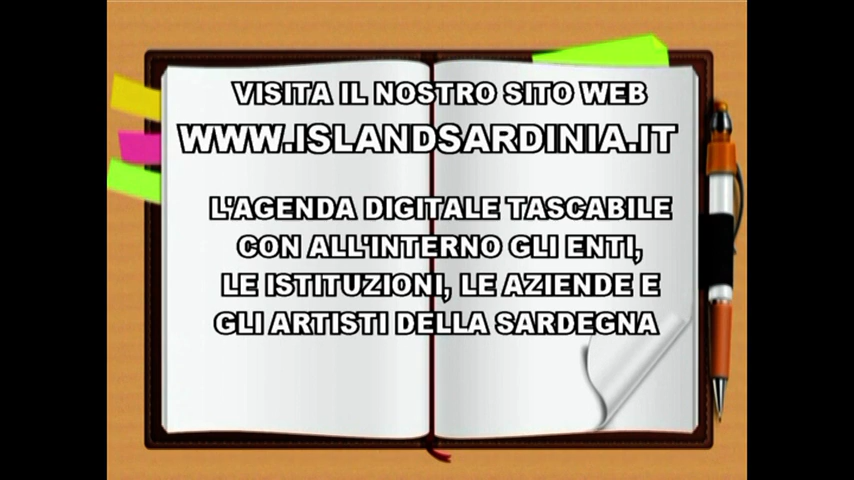 VISITA IL NOSTRO SITO WEB
WWW.ISLANDSARDINIA.IT
L'AGENDA DIGITALE TASCABILE
CON ALL'INTERNO GLI ENTI,
LE ISTITUZIONI, LE AZIENDE E
GLI ARTISTI DELLA SARDEGNA